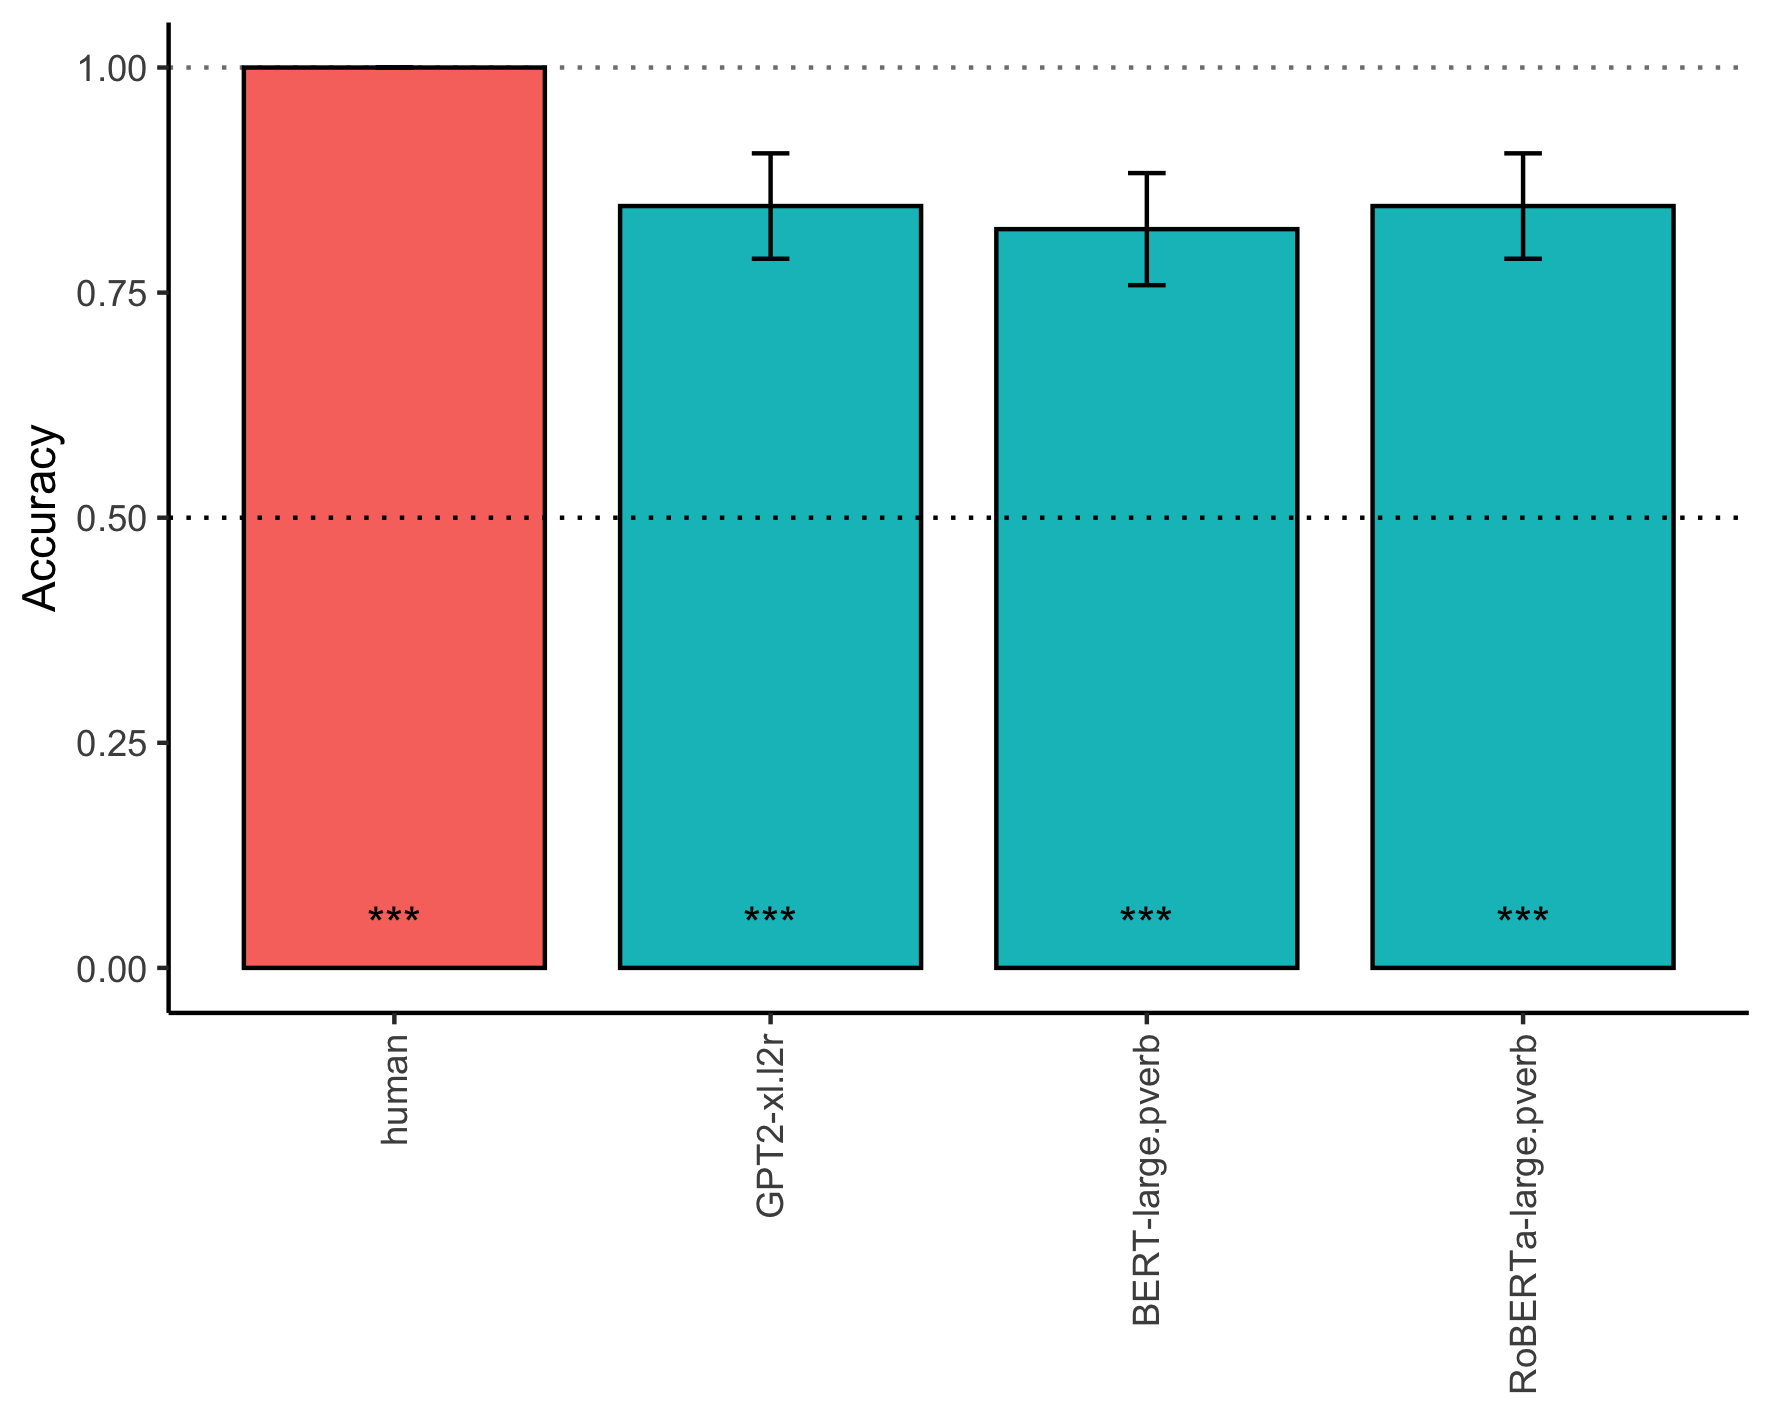 Accuracy
1.00
0.75
0.50
0.25
0.00
***
***
***
***
human
GPT2-xl.l2r
BERT-large.pverb
RoBERTa-large.pverb